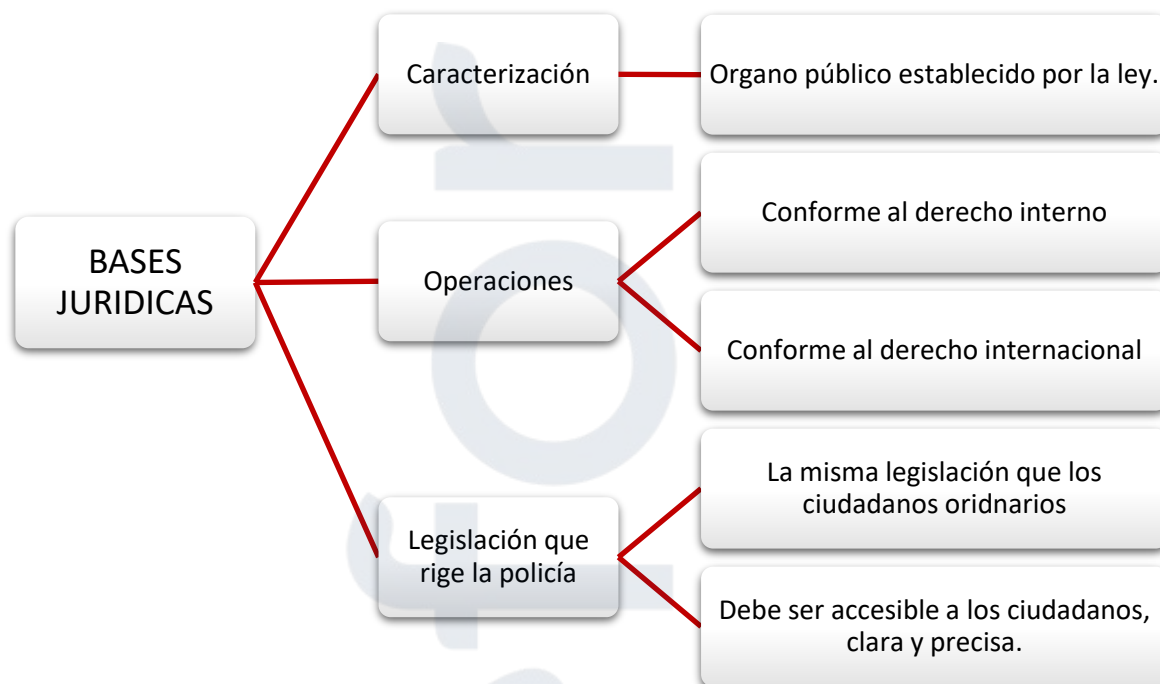 BASES
JURIDICAS
Caracterización
Organo público establecido por la ley.
Operaciones
Conforme al derecho interno
Conforme al derecho internacional
Legislación que
rige la policía
La misma legislación que los
ciudadanos oridnarios
Debe ser accesible a los ciudadanos,
clara y precisa.